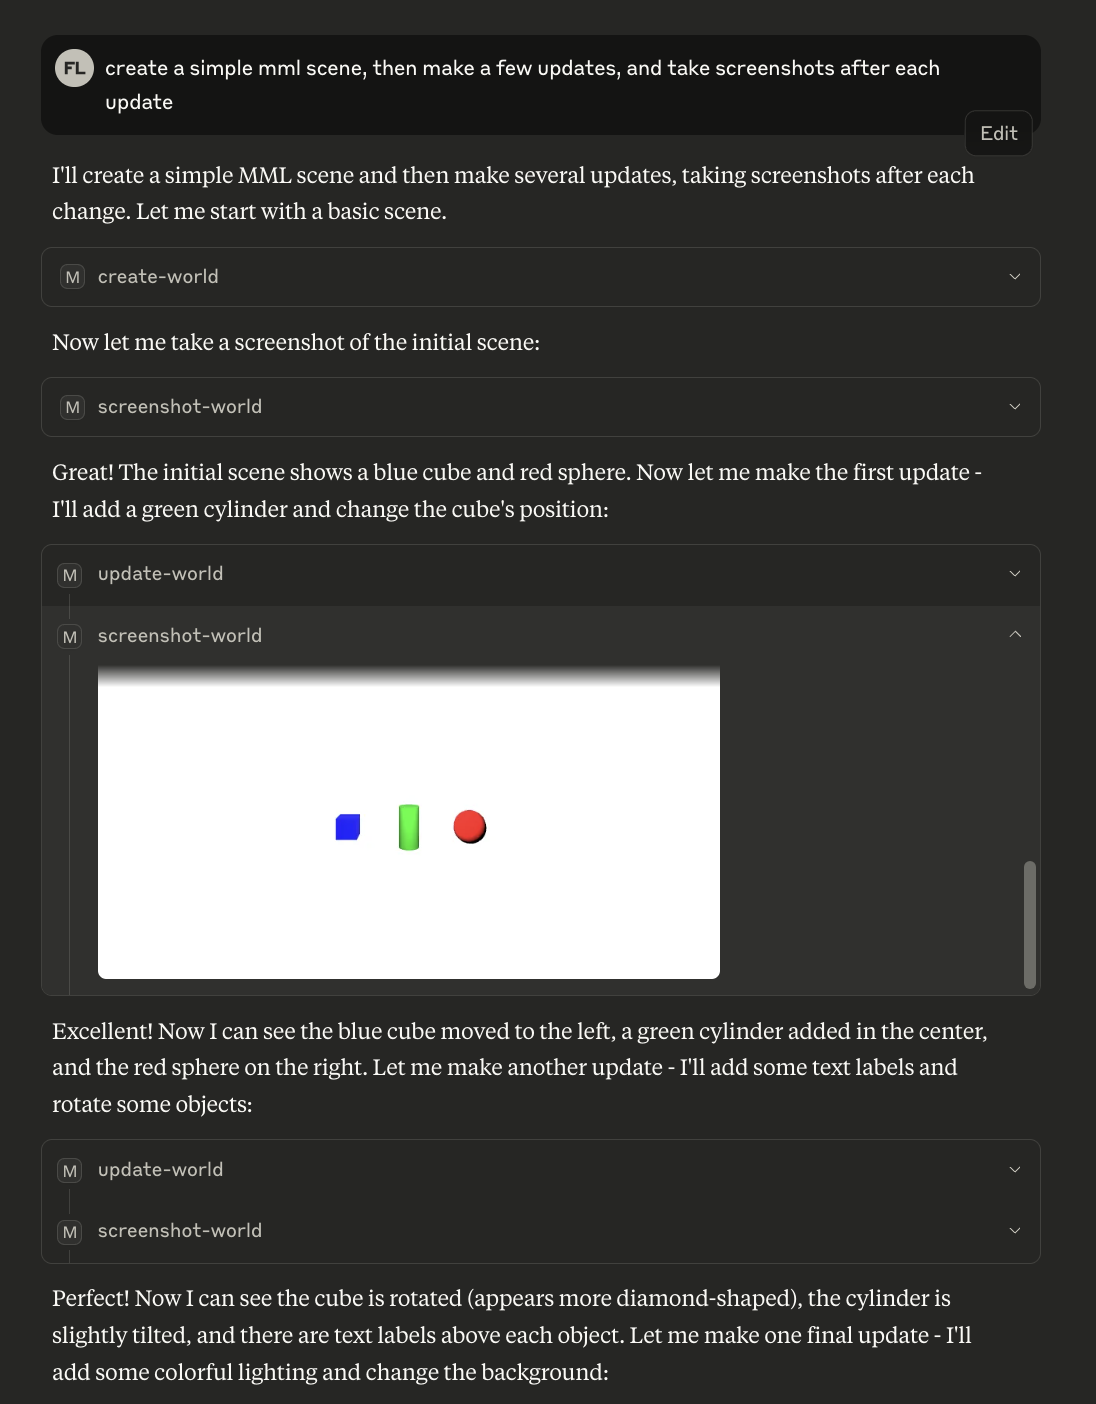 FL
create a simple mml scene, then make a few updates, and take screenshots after each
update
Edit
I'll create a simple MML scene and then make several updates, taking screenshots after each
change. Let me start with a basic scene.
M create-world
Now let me take a screenshot of the initial scene:
M screenshot-world
Great! The initial scene shows a blue cube and red sphere. Now let me make the first update -
I'll add a green cylinder and change the cube's position:
M update-world
M screenshot-world
Excellent! Now I can see the blue cube moved to the left, a green cylinder added in the center,
and the red sphere on the right. Let me make another update - I'll add some text labels and
rotate some objects:
M update-world
M screenshot-world
Perfect! Now I can see the cube is rotated (appears more diamond-shaped), the cylinder is
slightly tilted, and there are text labels above each object. Let me make one final update - I'll
add some colorful lighting and change the background: